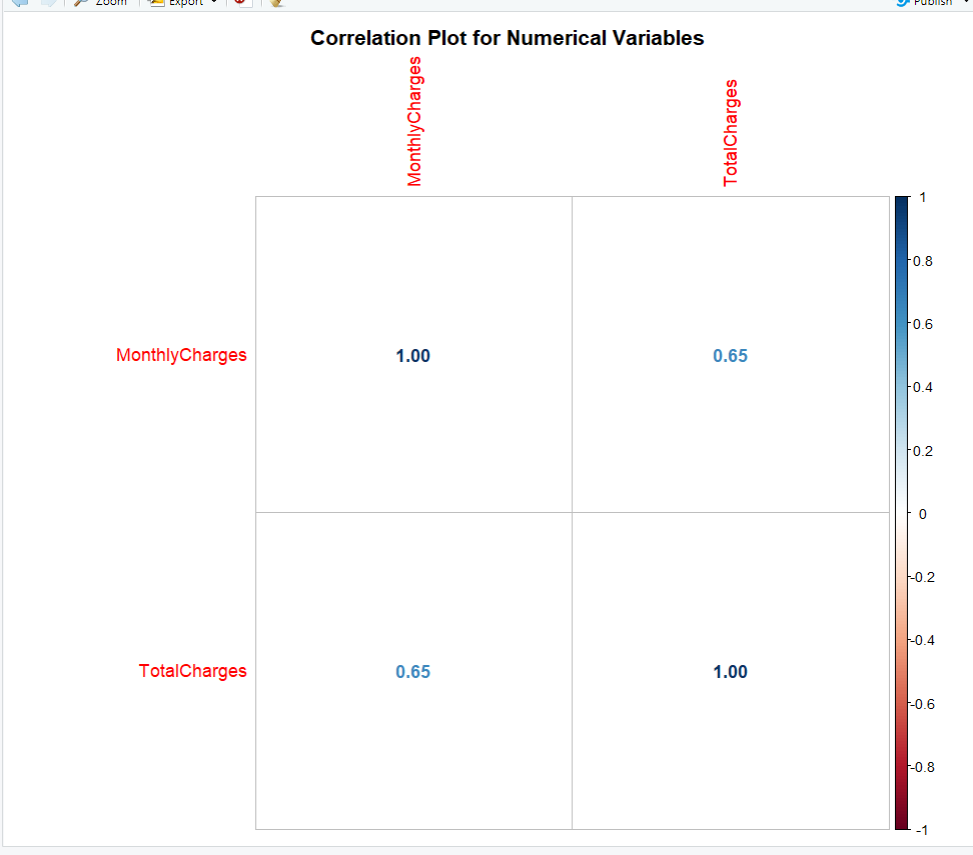 Zoom Export Publish
Correlation Plot for Numerical Variables
MonthlyCharges
TotalCharges
MonthlyCharges 1.00 0.65
TotalCharges 0.65 1.00
1
0.8
0.6
0.4
0.2
0
-0.2
-0.4
-0.6
-0.8
-1